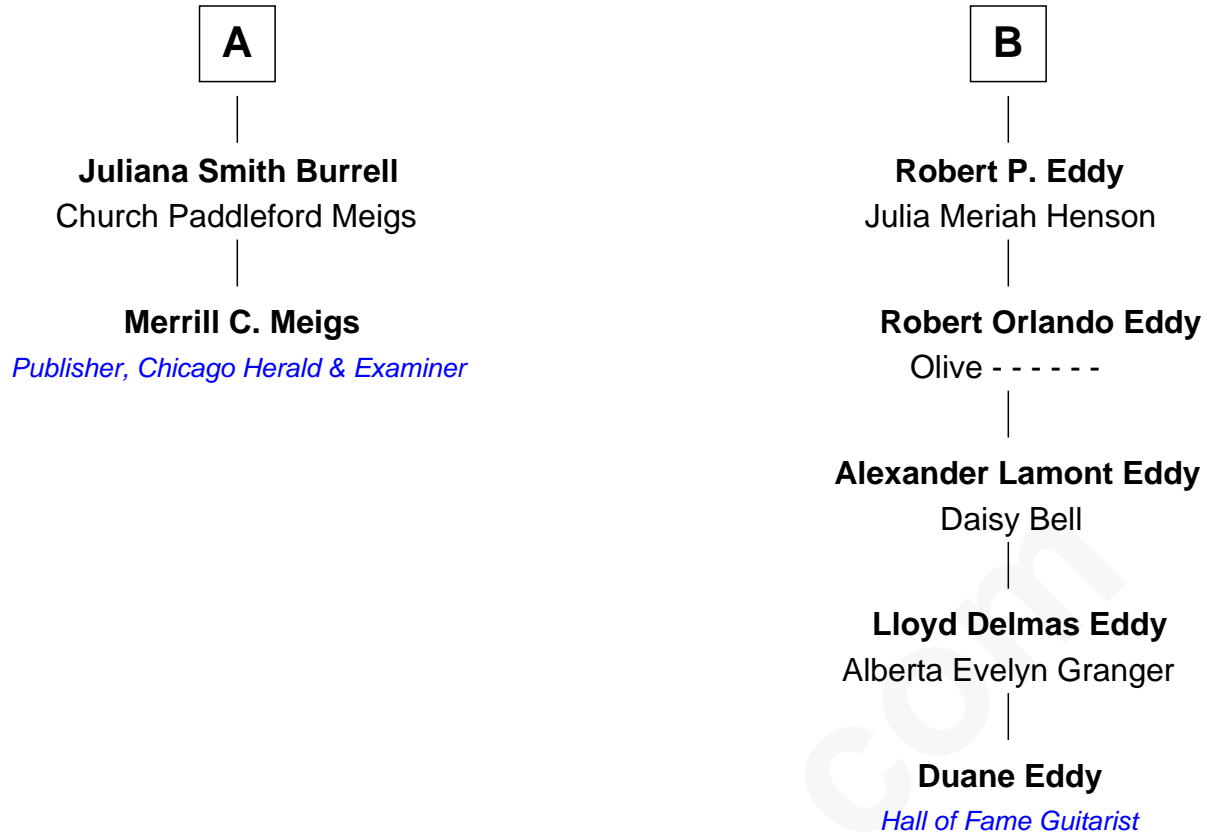 A
Juliana Smith Burrell
Church Paddleford Meigs
Merrill C. Meigs
Publisher, Chicago Herald & Examiner
B
Robert P. Eddy
Julia Meriah Henson
Robert Orlando Eddy
Olive - - - - - -
Alexander Lamont Eddy
Daisy Bell
Lloyd Delmas Eddy
Alberta Evelyn Granger
Duane Eddy
Hall of Fame Guitarist
com